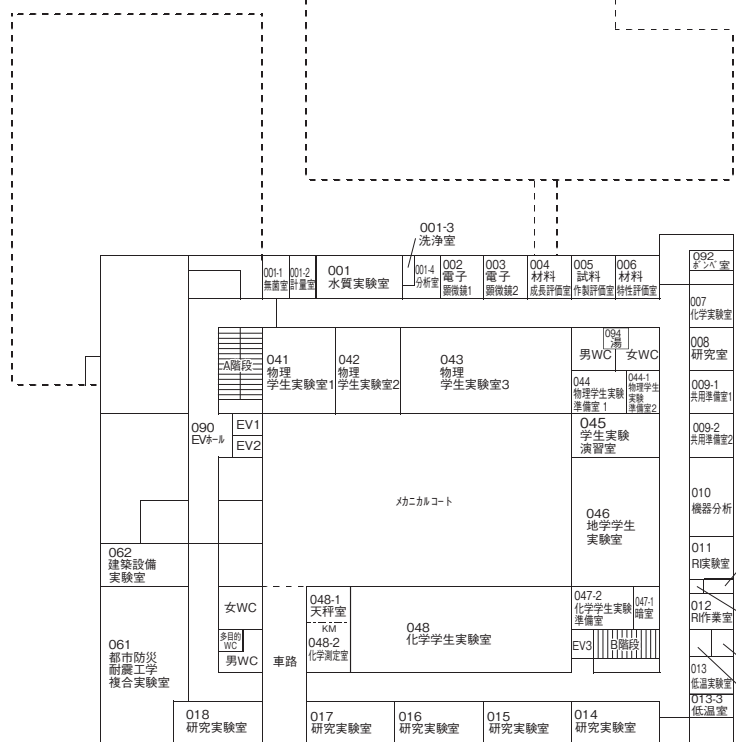 001-3
洗浄室
001-1
無菌室
001-2
計量室
001
水質実験室
001-4
分析室
002
電子
顕微鏡1
003
電子
顕微鏡2
004
材料
成長評価室
005
試料
作製評価室
006
材料
特性評価室
092
ボンベ室
007
化学実験室
008
研究室
009-1
共用準備室1
009-2
共用準備室2
010
機器分析
011
RI実験室
012
RI作業室
013
低温実験室
013-3
低温室
A階段
041
物理
学生実験室1
042
物理
学生実験室2
043
物理
学生実験室3
094
湯
男WC
女WC
044
物理学生実験
準備室 1
044-1
物理学生
実験
準備室2
045
学生実験
演習室
090
EVホール
EV1
EV2
メカニカルコート
046
地学学生
実験室
062
建築設備
実験室
女WC
多目的
WC
男WC
061
都市防災
耐震工学
複合実験室
車路
048-1
天秤室
KM
048-2
化学測定室
048
化学学生実験室
047-2
化学学生実験
準備室
047-1
暗室
EV3
B階段
018
研究実験室
017
研究実験室
016
研究実験室
015
研究実験室
014
研究実験室